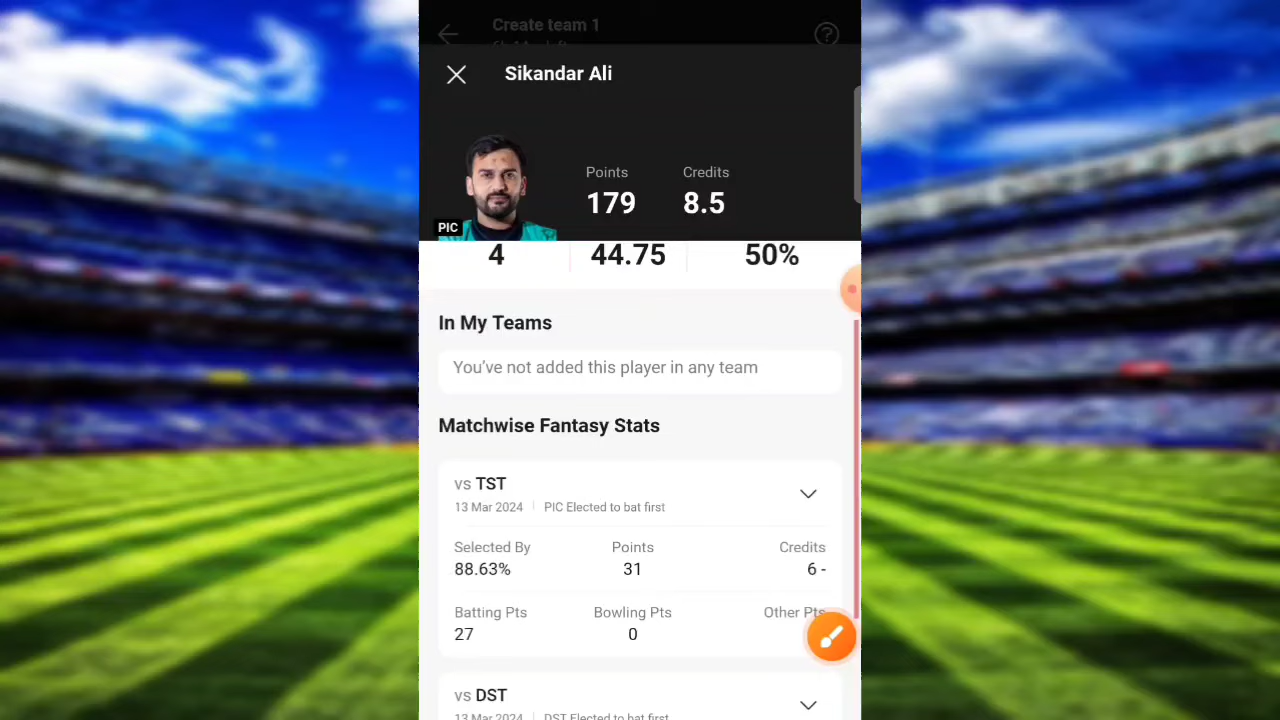 Create team 1
Sikandar Ali
Points Credits
179 8.5
PIC
4 44.75 50%
In My Teams
You've not added this player in any team
Matchwise Fantasy Stats
vs TST
13 Mar 2024 PIC Elected to bat first
Selected By Points Credits
88.63% 31 6 -
Batting Pts Bowling Pts Other Pts
27 0
vs DST
13 Mar 2024 DST Elected to bat first